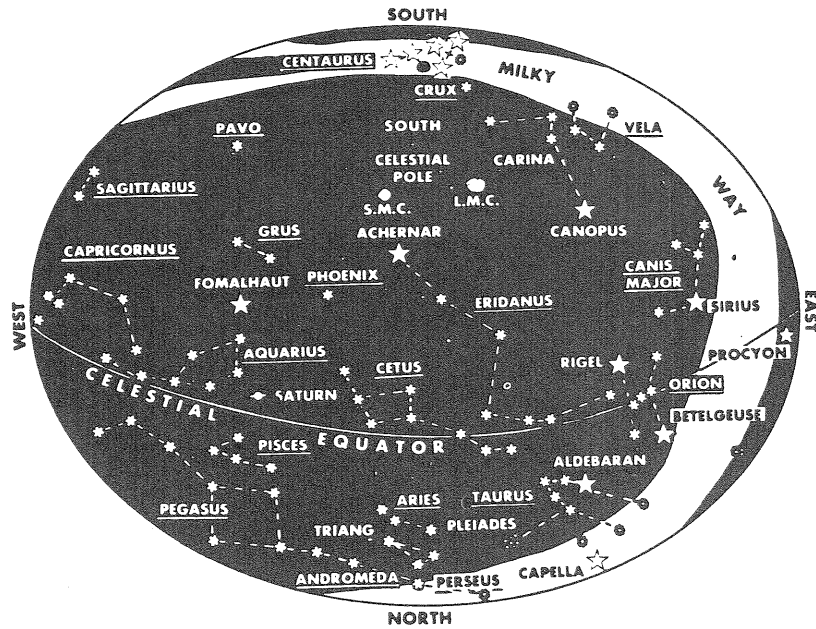 SOUTH
CENTAURUS
MILKY
CRUX
PAVO
SOUTH
VELA
CELESTIAL
POLE
CARINA
SAGITTARIUS
WAY
S.M.C.
L.M.C.
GRUS
ACHERNAR
CANOPUS
CAPRICORNUS
FOMALHAUT
PHOENIX
ERIDANUS
CANIS
MAJOR
SIRIUS
WEST
EAST
AQUARIUS
CETUS
RIGEL
PROCYON
CELESTIAL
SATURN
ORION
EQUATOR
BETELGEUSE
PISCES
ALDEBARAN
PEGASUS
ARIES
TAURUS
TRIANG
PLEIADES
ANDROMEDA
PERSEUS
CAPELLA
NORTH